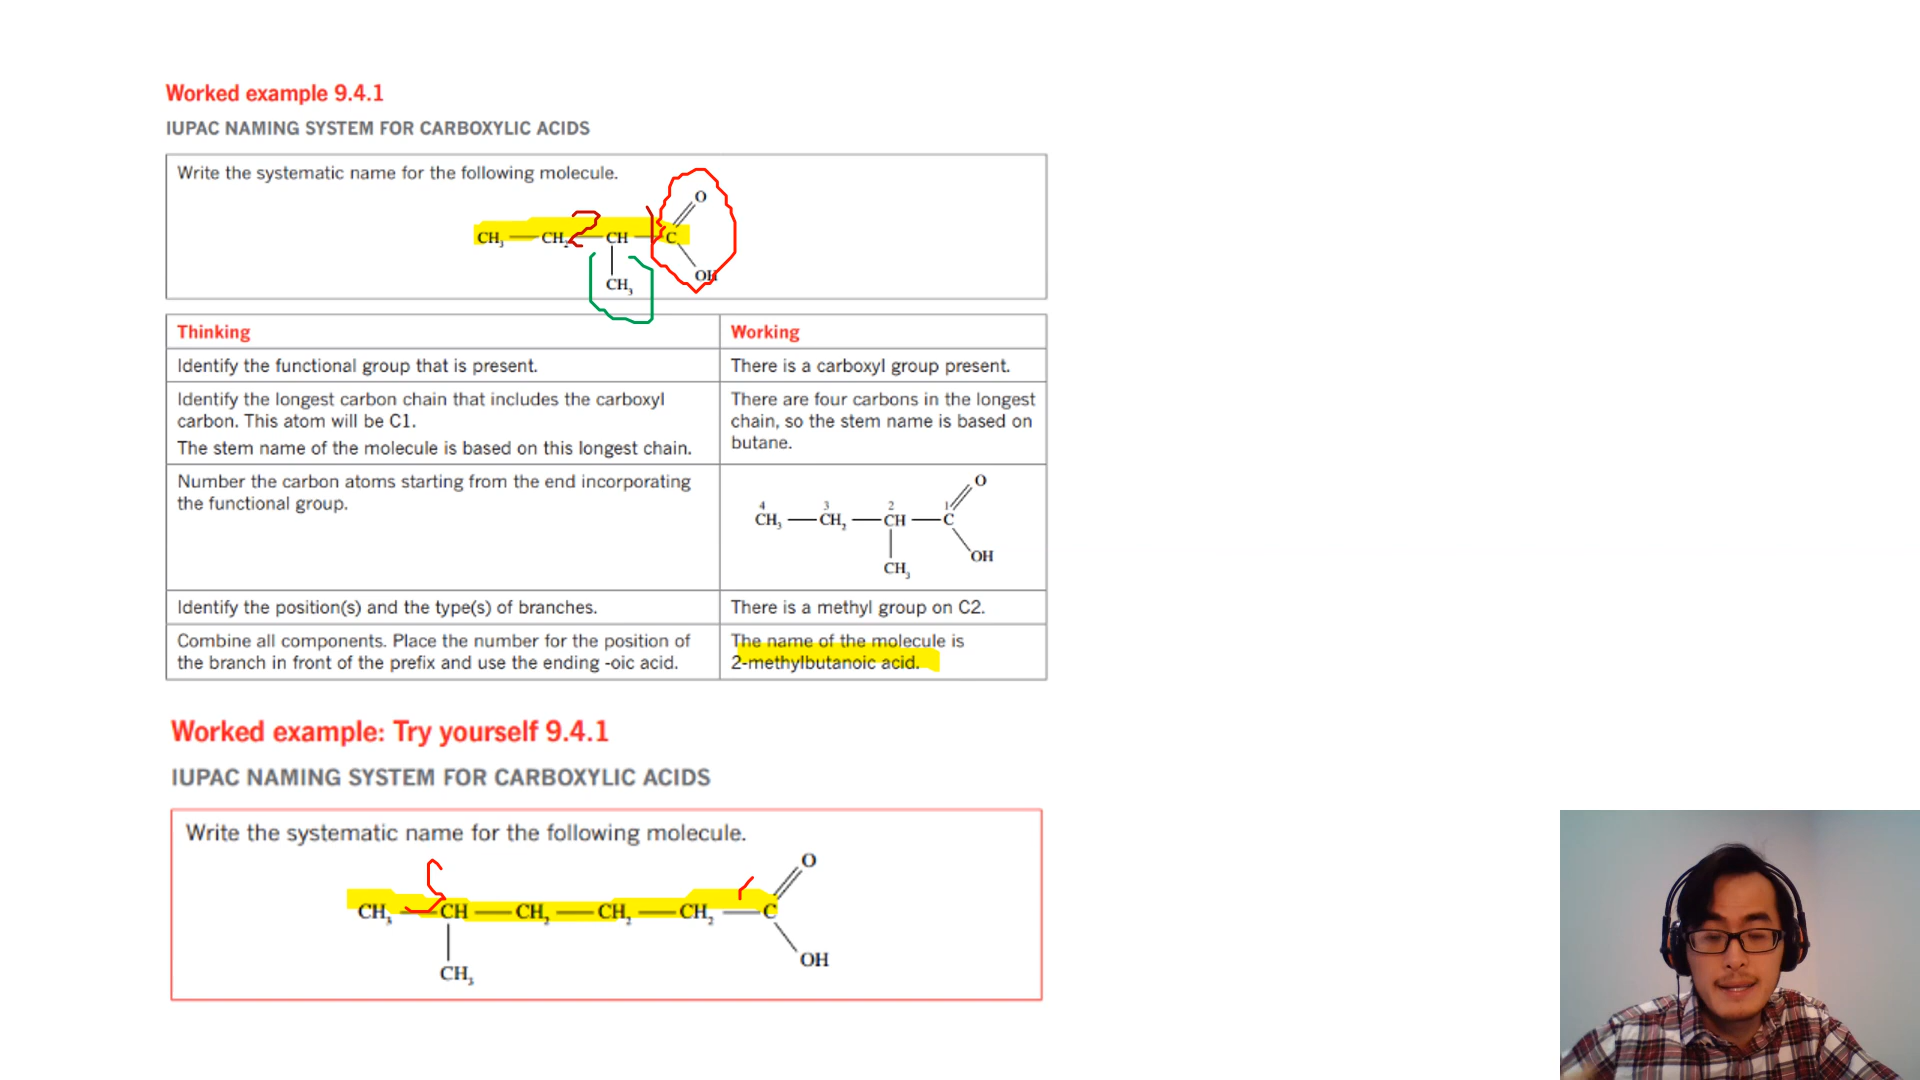 Worked example 9.4.1
IUPAC NAMING SYSTEM FOR CARBOXYLIC ACIDS
Write the systematic name for the following molecule.
O
CH₃ — CH₂ — CH — C
OH
CH₃
2
Thinking
Working
Identify the functional group that is present.
There is a carboxyl group present.
Identify the longest carbon chain that includes the carboxyl
carbon. This atom will be C1.
The stem name of the molecule is based on this longest chain.
There are four carbons in the longest
chain, so the stem name is based on
butane.
Number the carbon atoms starting from the end incorporating
the functional group.
O
4 3 2 1
CH₃ — CH₂ — CH — C
OH
CH₃
Identify the position(s) and the type(s) of branches.
There is a methyl group on C2.
Combine all components. Place the number for the position of
the branch in front of the prefix and use the ending -oic acid.
The name of the molecule is
2-methylbutanoic acid.
Worked example: Try yourself 9.4.1
IUPAC NAMING SYSTEM FOR CARBOXYLIC ACIDS
Write the systematic name for the following molecule.
O
CH₃ — CH — CH₂ — CH₂ — CH₂ — C
OH
CH₃